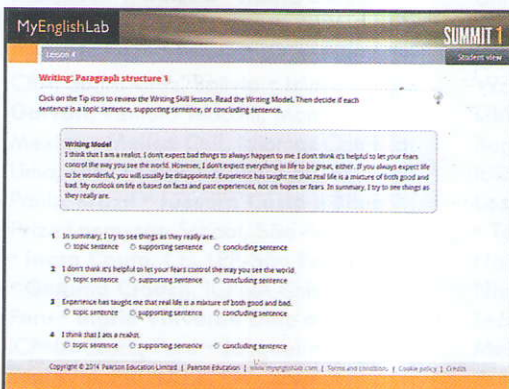 MyEnglishLab
SUMMIT 1
Lesson 4
Student view
Writing: Paragraph structure 1
Click on the Tip icon to review the Writing Skill lesson. Read the Writing Model. Then decide if each
sentence is a topic sentence, supporting sentence, or concluding sentence.
Writing Model
I think that I am a realist. I don't expect bad things to always happen to me. I don't think it's helpful to let your fears
control the way you see the world. However, I don't expect everything is life to be great, either. If you always expect life
to be wonderful, you will usually be disappointed. Experience has taught me that real life is a mixture of both good and
bad. My outlook on life is based on facts and past experiences, not on hopes or fears. In summary, I try to see things as
they really are.
1 In summary, I try to see things as they really are.
topic sentence supporting sentence concluding sentence
2 I don't think it's helpful to let your fears control the way you see the world.
topic sentence supporting sentence concluding sentence
3 Experience has taught me that real life is a mixture of both good and bad.
topic sentence supporting sentence concluding sentence
4 I think that I am a realist.
topic sentence supporting sentence concluding sentence
Copyright © 2014 Pearson Education Limited | Pearson Education | www.myenglishlab.com | Terms and conditions | Cookie policy | Credits